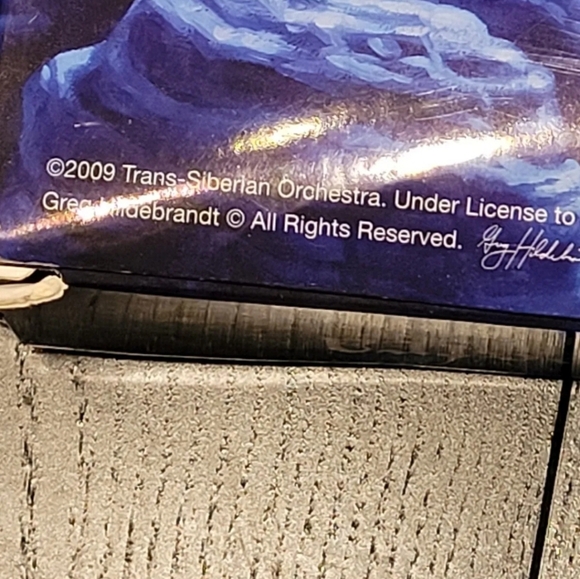 ©2009 Trans-Siberian Orchestra. Under License to
Greg Hildebrandt © All Rights Reserved.